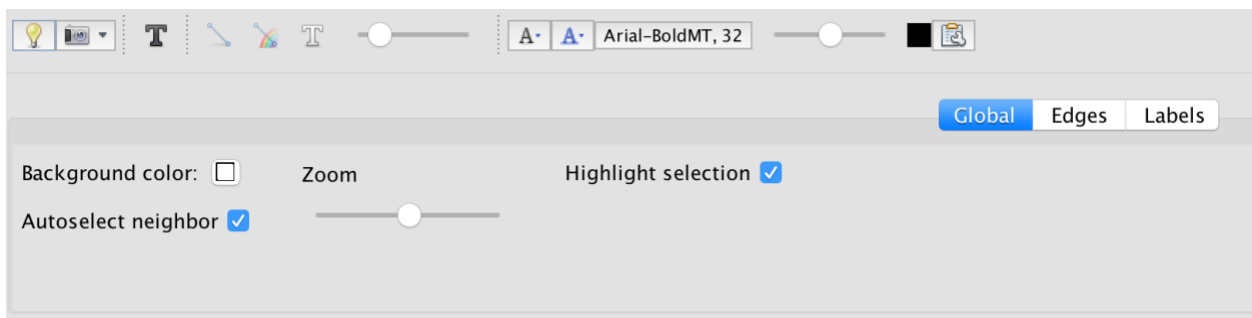 T T A- A- Arial-BoldMT, 32
Global Edges Labels
Background color: Zoom Highlight selection
Autoselect neighbor